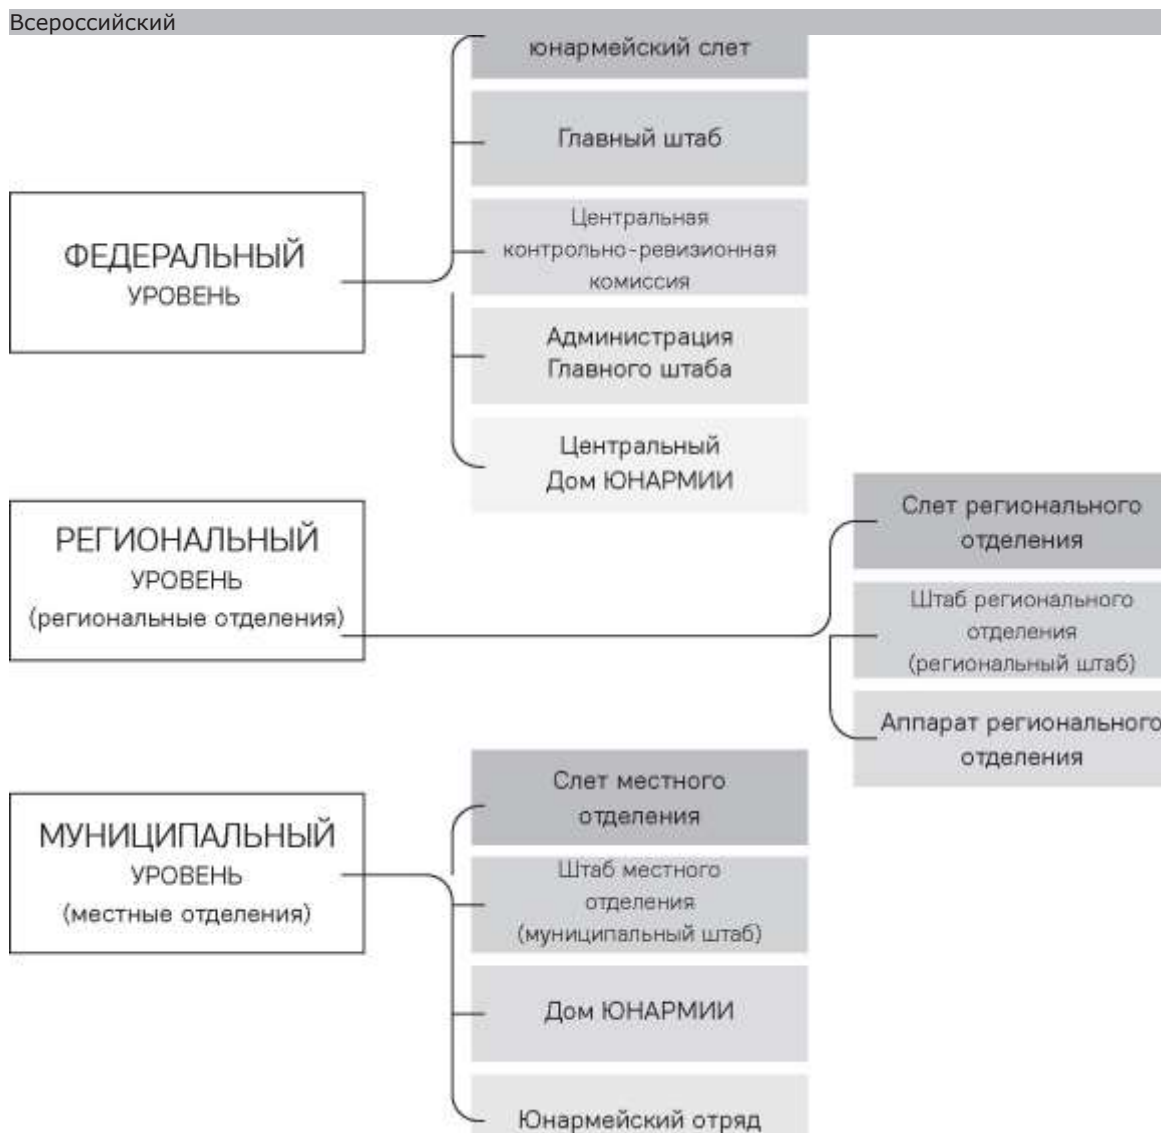 Всероссийский
юнармейский слет
Главный штаб
ФЕДЕРАЛЬНЫЙ
УРОВЕНЬ
Центральная
контрольно-ревизионная
комиссия
Администрация
Главного штаба
Центральный
Дом ЮНАРМИИ
РЕГИОНАЛЬНЫЙ
УРОВЕНЬ
(региональные отделения)
Слет регионального
отделения
Штаб регионального
отделения
(региональный штаб)
Аппарат регионального
отделения
МУНИЦИПАЛЬНЫЙ
УРОВЕНЬ
(местные отделения)
Слет местного
отделения
Штаб местного
отделения
(муниципальный штаб)
Дом ЮНАРМИИ
Юнармейский отряд